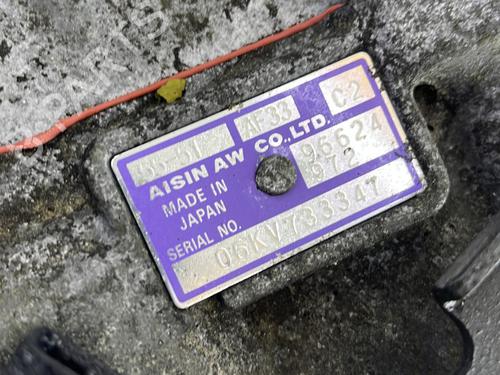 55-51 AF33 C2
AISIN AW CO.,LTD.
MADE IN
JAPAN
96624
972
SERIAL NO.
06KV733347